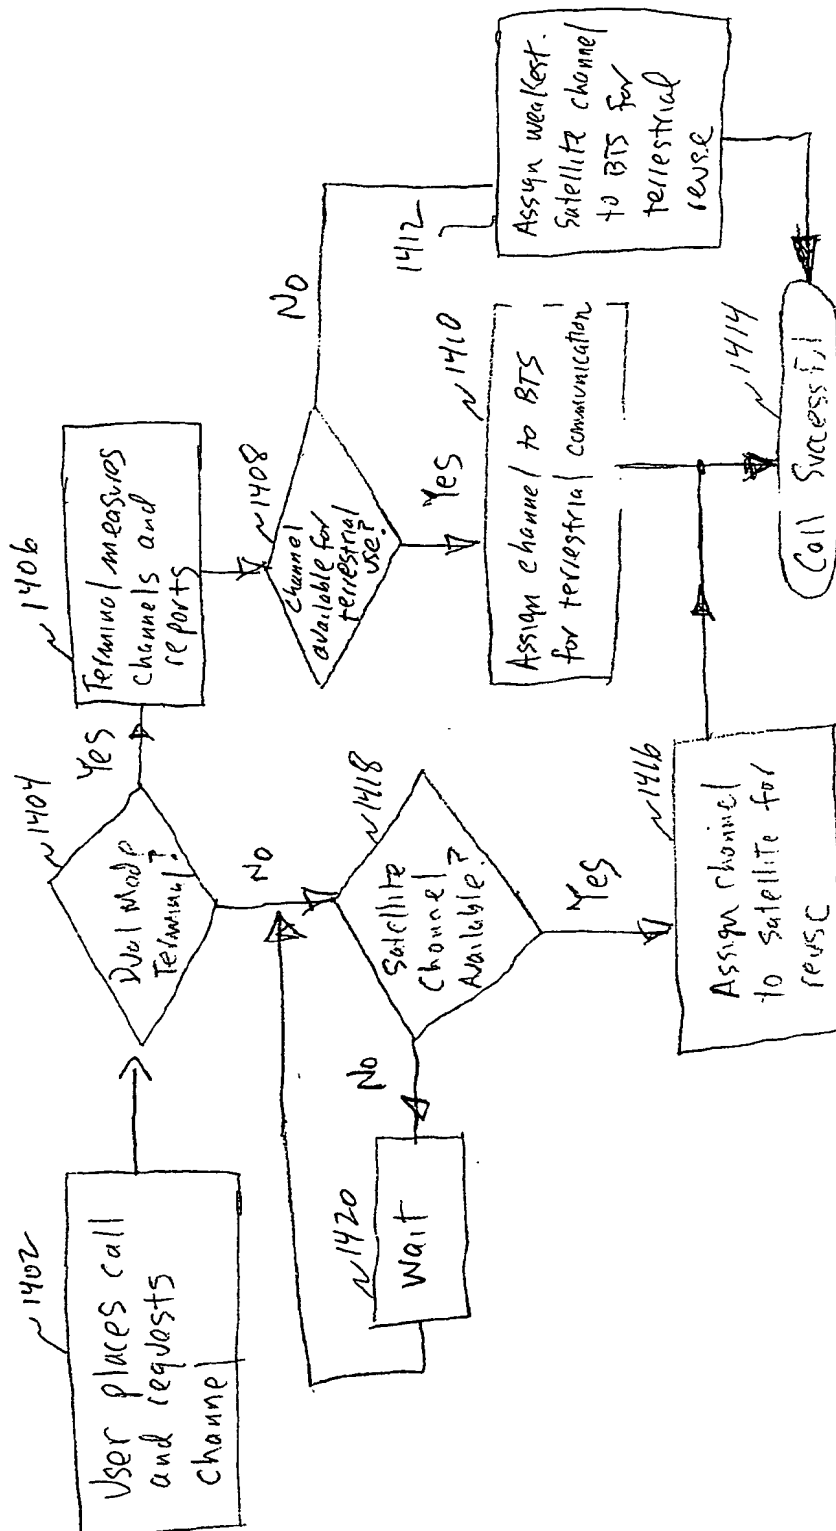 1402
User places call
and requests
channel
1404
Dual Mode
Terminal?
Yes
1406
Terminal measures
channels and
reports
1408
Channel
available for
terrestrial
use?
No
1412
Assign weakest
Satellite channel
to BTS for
terrestrial
reuse
Yes
1410
Assign channel to BTS
for terrestrial communication
1414
Call Successful
No
1418
Satellite
Channel
Available?
No
1420
Wait
Yes
1416
Assign channel
to Satellite for
reuse